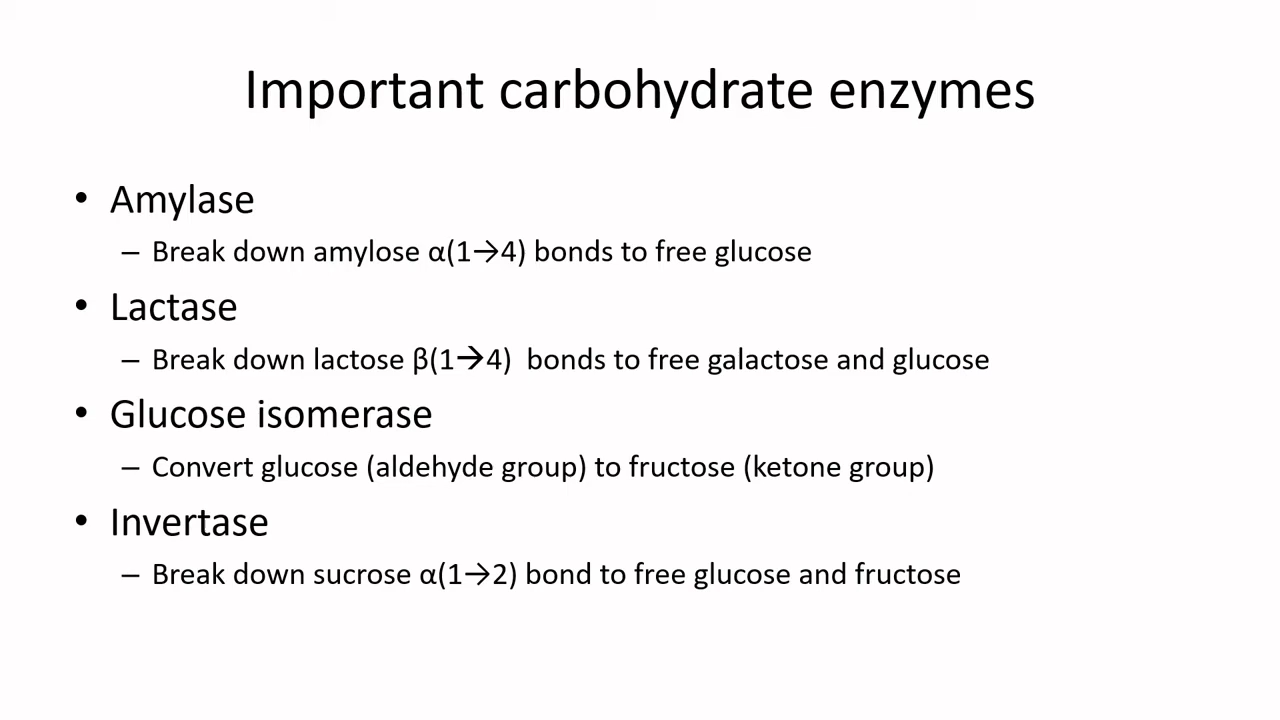 Important carbohydrate enzymes
• Amylase
– Break down amylose α(1→4) bonds to free glucose
• Lactase
– Break down lactose β(1→4)  bonds to free galactose and glucose
• Glucose isomerase
– Convert glucose (aldehyde group) to fructose (ketone group)
• Invertase
– Break down sucrose α(1→2) bond to free glucose and fructose